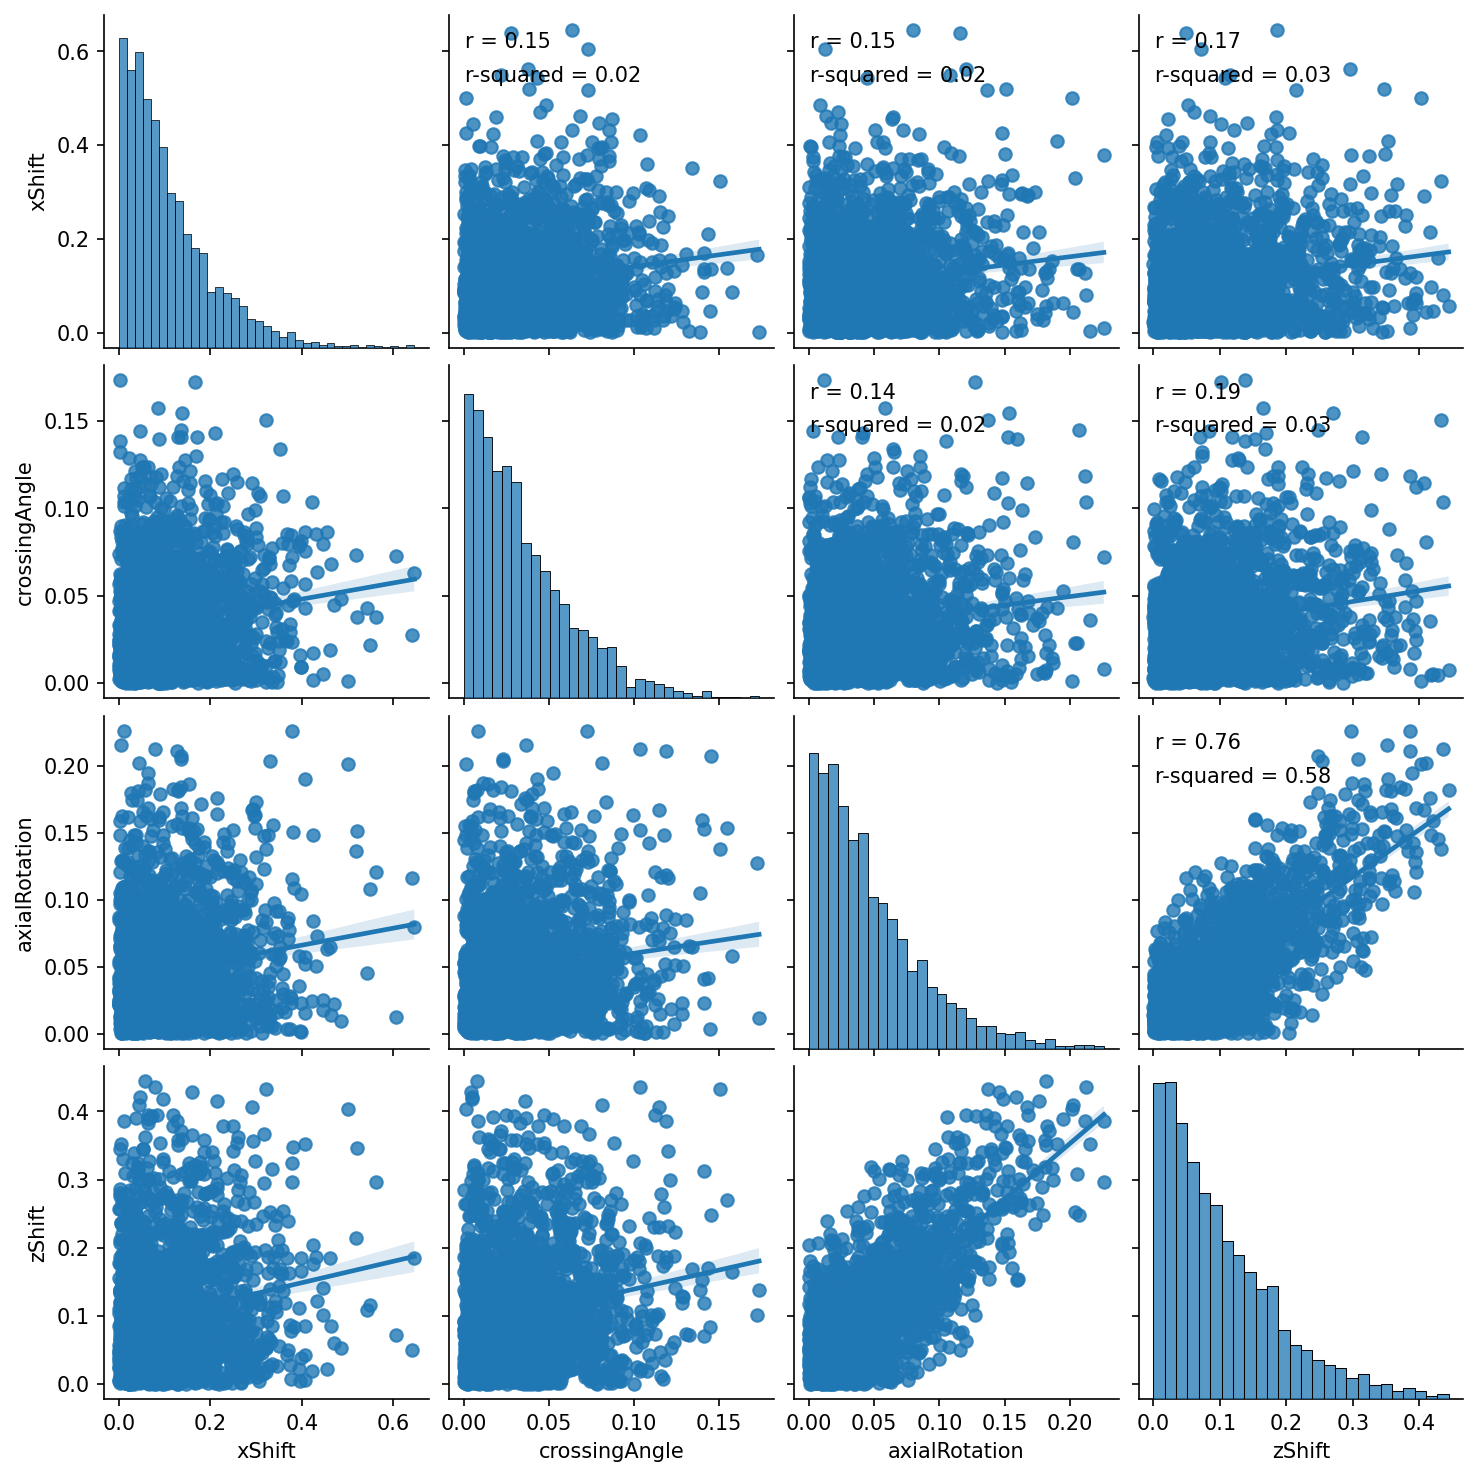 r = 0.15
r-squared = 0.02
r = 0.15
r-squared = 0.02
r = 0.17
r-squared = 0.03
0.6
0.4
0.2
0.0
xShift
r = 0.14
r-squared = 0.02
r = 0.19
r-squared = 0.03
0.15
0.10
0.05
0.00
crossingAngle
r = 0.76
r-squared = 0.58
0.20
0.15
0.10
0.05
0.00
axialRotation
0.4
0.3
0.2
0.1
0.0
zShift
0.0 0.2 0.4 0.6
0.00 0.05 0.10 0.15
0.00 0.05 0.10 0.15 0.20
0.0 0.1 0.2 0.3 0.4
xShift
crossingAngle
axialRotation
zShift